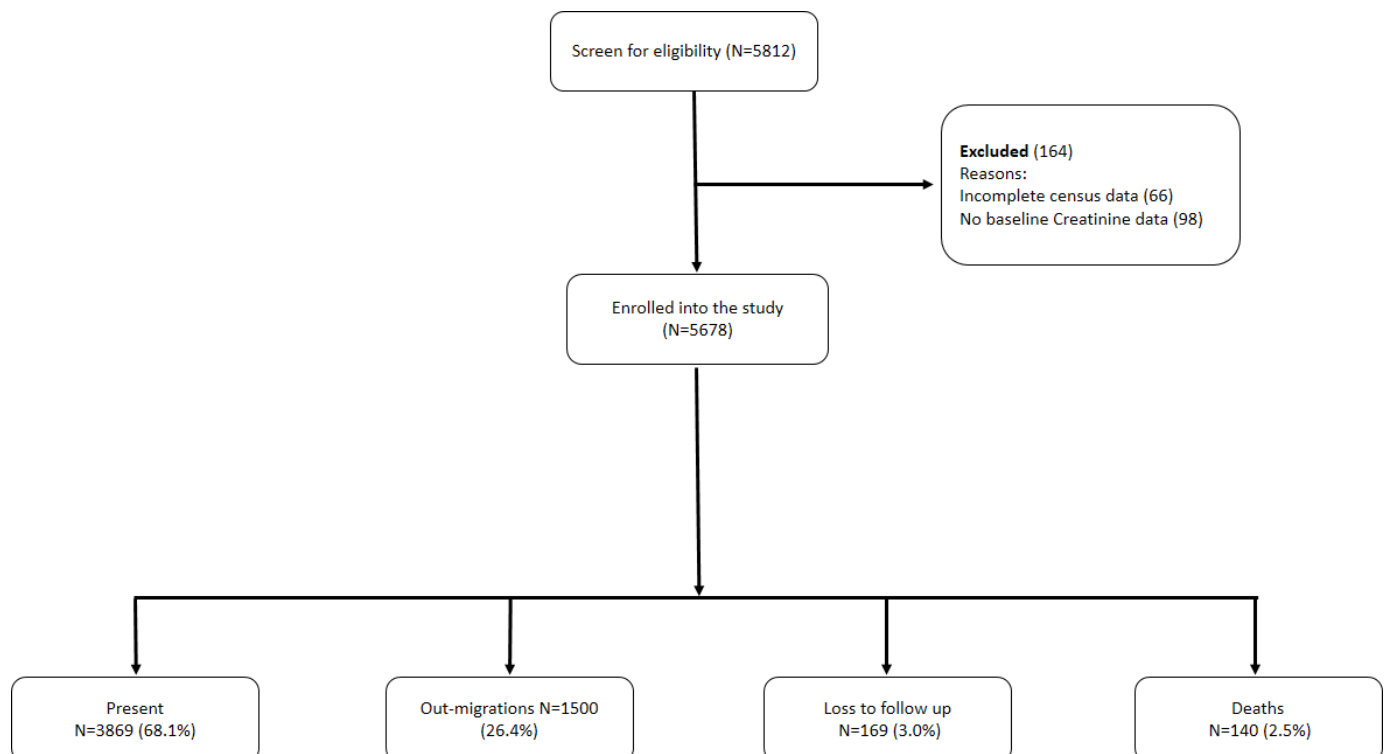 Screen for eligibility (N=5812)
Excluded (164)
Reasons:
Incomplete census data (66)
No baseline Creatinine data (98)
Enrolled into the study
(N=5678)
Present
N=3869 (68.1%)
Out-migrations N=1500
(26.4%)
Loss to follow up
N=169 (3.0%)
Deaths
N=140 (2.5%)